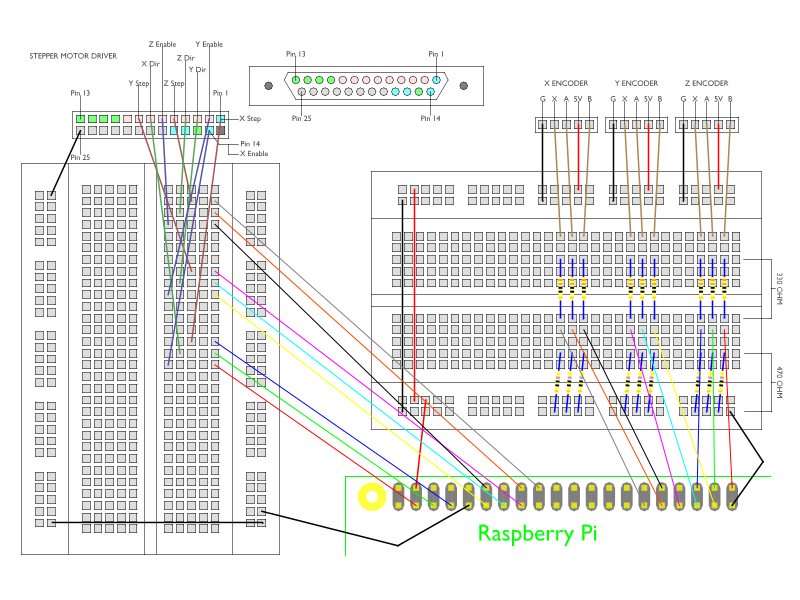 STEPPER MOTOR DRIVER
Z Enable
Y Enable
X Dir
Z Dir
Y Dir
Pin 13
Y Step
Z Step
Pin 1
X Step
Pin 14
X Enable
Pin 25
Pin 13
Pin 1
Pin 25
Pin 14
X ENCODER
Y ENCODER
Z ENCODER
G X A 5V B
G X A 5V B
G X A 5V B
330 OHM
470 OHM
Raspberry Pi